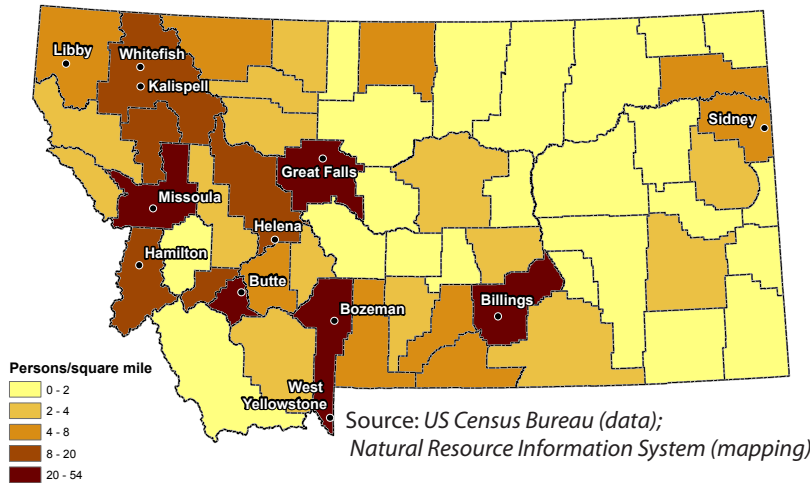 Libby
Whitefish
Kalispell
Sidney
Great Falls
Missoula
Helena
Hamilton
Butte
Bozeman
Billings
West
Yellowstone
Persons/square mile
0 - 2
2 - 4
4 - 8
8 - 20
20 - 54
Source: US Census Bureau (data);
Natural Resource Information System (mapping)